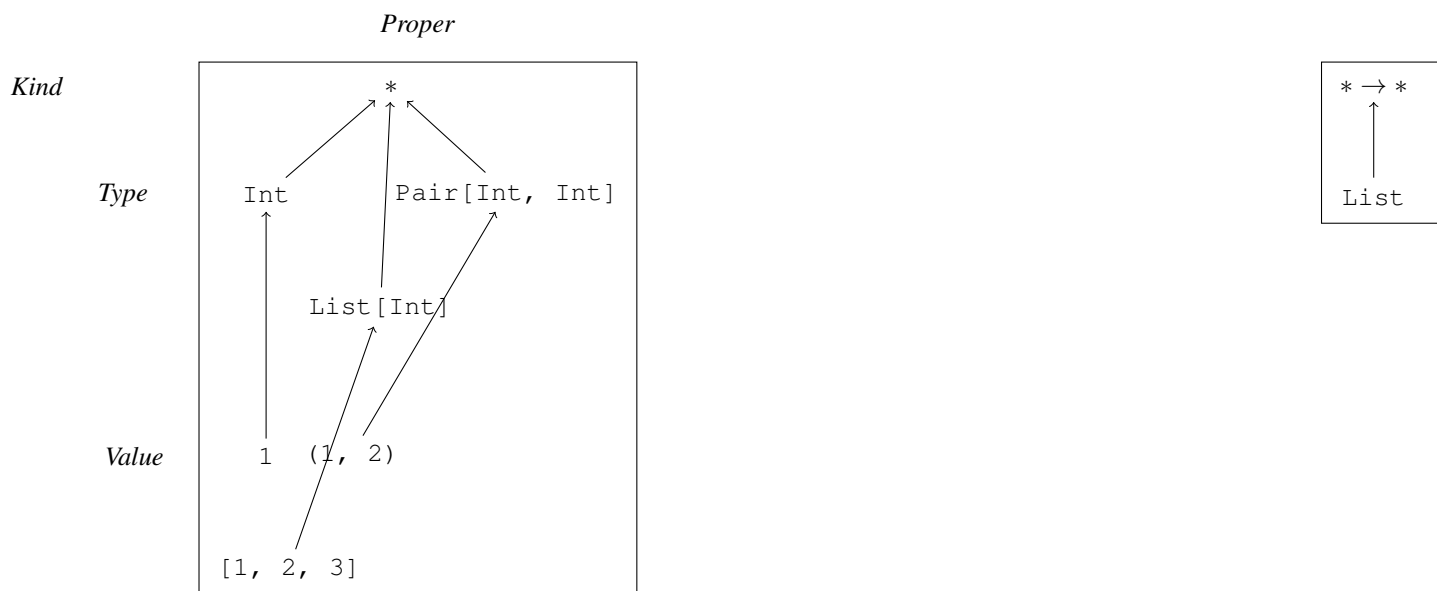 Proper
Kind
*
* → *
Type
Int
Pair[Int, Int]
List
List[Int]
Value
1
(1, 2)
[1, 2, 3]